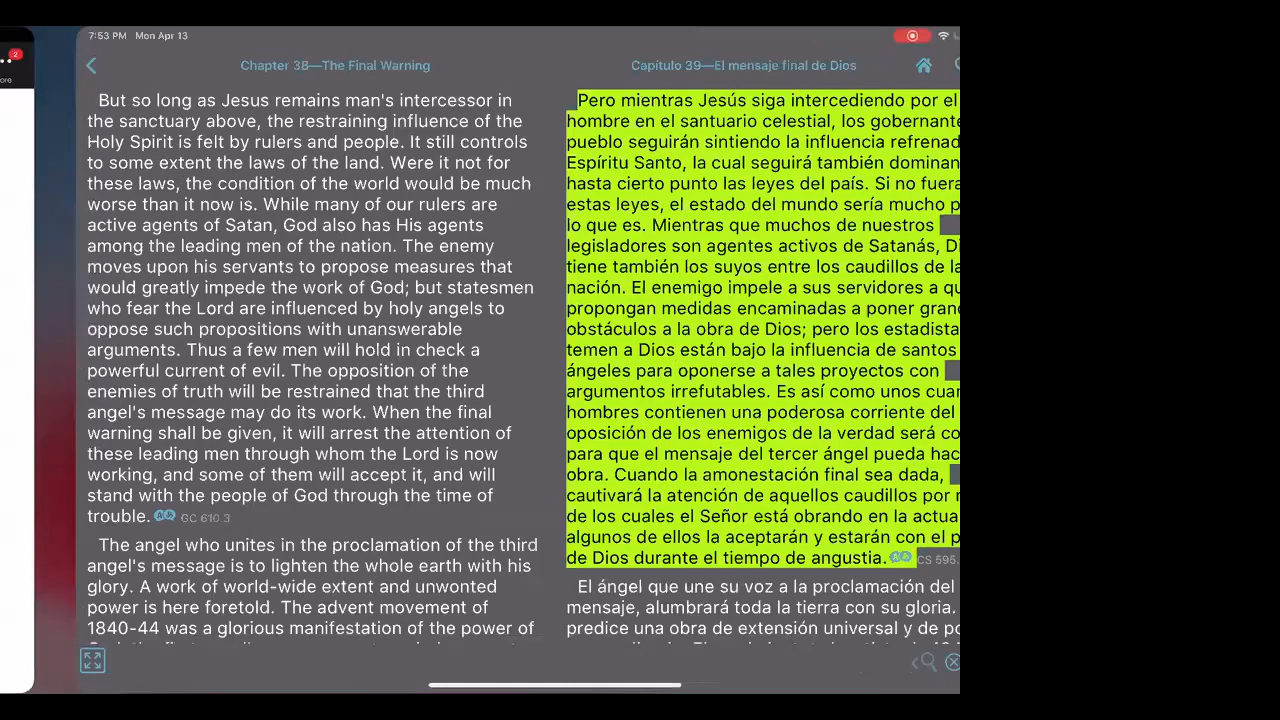 7:53 PM Mon Apr 13
2
ore
Chapter 38—The Final Warning
But so long as Jesus remains man's intercessor in
the sanctuary above, the restraining influence of the
Holy Spirit is felt by rulers and people. It still controls
to some extent the laws of the land. Were it not for
these laws, the condition of the world would be much
worse than it now is. While many of our rulers are
active agents of Satan, God also has His agents
among the leading men of the nation. The enemy
moves upon his servants to propose measures that
would greatly impede the work of God; but statesmen
who fear the Lord are influenced by holy angels to
oppose such propositions with unanswerable
arguments. Thus a few men will hold in check a
powerful current of evil. The opposition of the
enemies of truth will be restrained that the third
angel's message may do its work. When the final
warning shall be given, it will arrest the attention of
these leading men through whom the Lord is now
working, and some of them will accept it, and will
stand with the people of God through the time of
trouble. GC 610.3
The angel who unites in the proclamation of the third
angel's message is to lighten the whole earth with his
glory. A work of world-wide extent and unwonted
power is here foretold. The advent movement of
1840-44 was a glorious manifestation of the power of
Capítulo 39—El mensaje final de Dios
Pero mientras Jesús siga intercediendo por el
hombre en el santuario celestial, los gobernante
pueblo seguirán sintiendo la influencia refrenad
Espíritu Santo, la cual seguirá también dominan
hasta cierto punto las leyes del país. Si no fuera
estas leyes, el estado del mundo sería mucho p
lo que es. Mientras que muchos de nuestros
legisladores son agentes activos de Satanás, Di
tiene también los suyos entre los caudillos de la
nación. El enemigo impele a sus servidores a qu
propongan medidas encaminadas a poner gran
obstáculos a la obra de Dios; pero los estadista
temen a Dios están bajo la influencia de santos
ángeles para oponerse a tales proyectos con
argumentos irrefutables. Es así como unos cuan
hombres contienen una poderosa corriente del
oposición de los enemigos de la verdad será co
para que el mensaje del tercer ángel pueda hac
obra. Cuando la amonestación final sea dada,
cautivará la atención de aquellos caudillos por
de los cuales el Señor está obrando en la actua
algunos de ellos la aceptarán y estarán con el p
de Dios durante el tiempo de angustia. CS 595.
El ángel que une su voz a la proclamación del
mensaje, alumbrará toda la tierra con su gloria.
predice una obra de extensión universal y de po